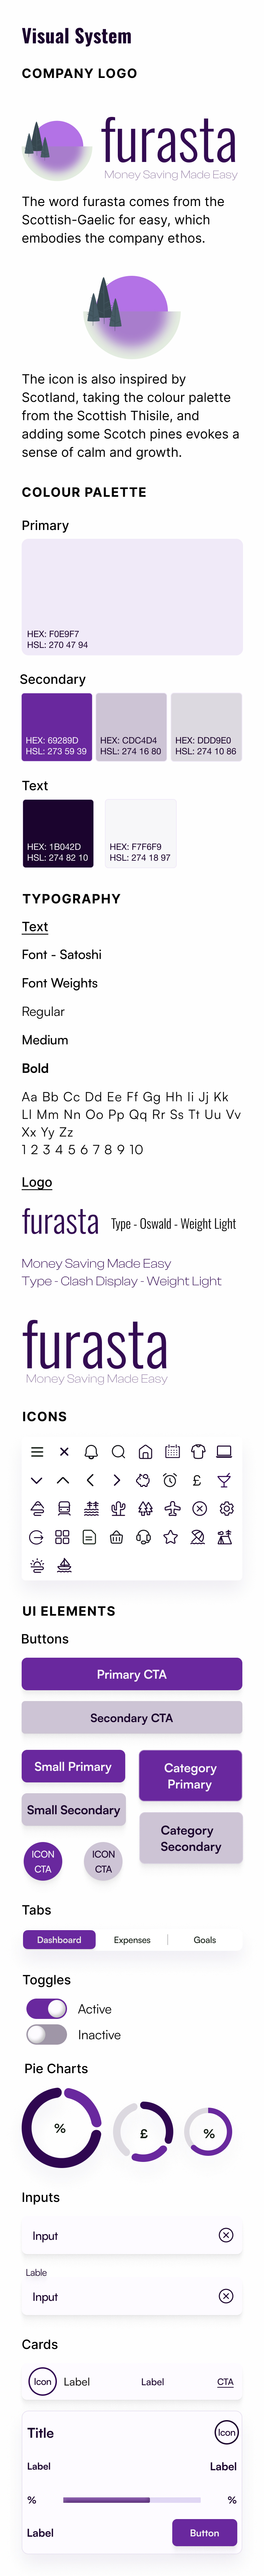 Visual System
COMPANY LOGO
furasta
Money Saving Made Easy
The word furasta comes from the
Scottish-Gaelic for easy, which
embodies the company ethos.
The icon is also inspired by
Scotland, taking the colour palette
from the Scottish Thisile, and
adding some Scotch pines evokes a
sense of calm and growth.
COLOUR PALETTE
Primary
HEX: F0E9F7
HSL: 270 47 94
Secondary
HEX: 69289D
HSL: 273 59 39
HEX: CDC4D4
HSL: 274 16 80
HEX: DDD9E0
HSL: 274 10 86
Text
HEX: 1B042D
HSL: 274 82 10
HEX: F7F6F9
HSL: 274 18 97
TYPOGRAPHY
Text
Font - Satoshi
Font Weights
Regular
Medium
Bold
Aa Bb Cc Dd Ee Ff Gg Hh Ii Jj Kk
Ll Mm Nn Oo Pp Qq Rr Ss Tt Uu Vv
Xx Yy Zz
1 2 3 4 5 6 7 8 9 10
Logo
furasta Type - Oswald - Weight Light
Money Saving Made Easy
Type - Clash Display - Weight Light
furasta
Money Saving Made Easy
ICONS
£
UI ELEMENTS
Buttons
Primary CTA
Secondary CTA
Small Primary
Small Secondary
Category
Primary
Category
Secondary
ICON
CTA
ICON
CTA
Tabs
Dashboard Expenses Goals
Toggles
Active
Inactive
Pie Charts
% £ %
Inputs
Input
Lable
Input
Cards
Icon Label Label CTA
Title Icon
Label Label
% %
Label Button